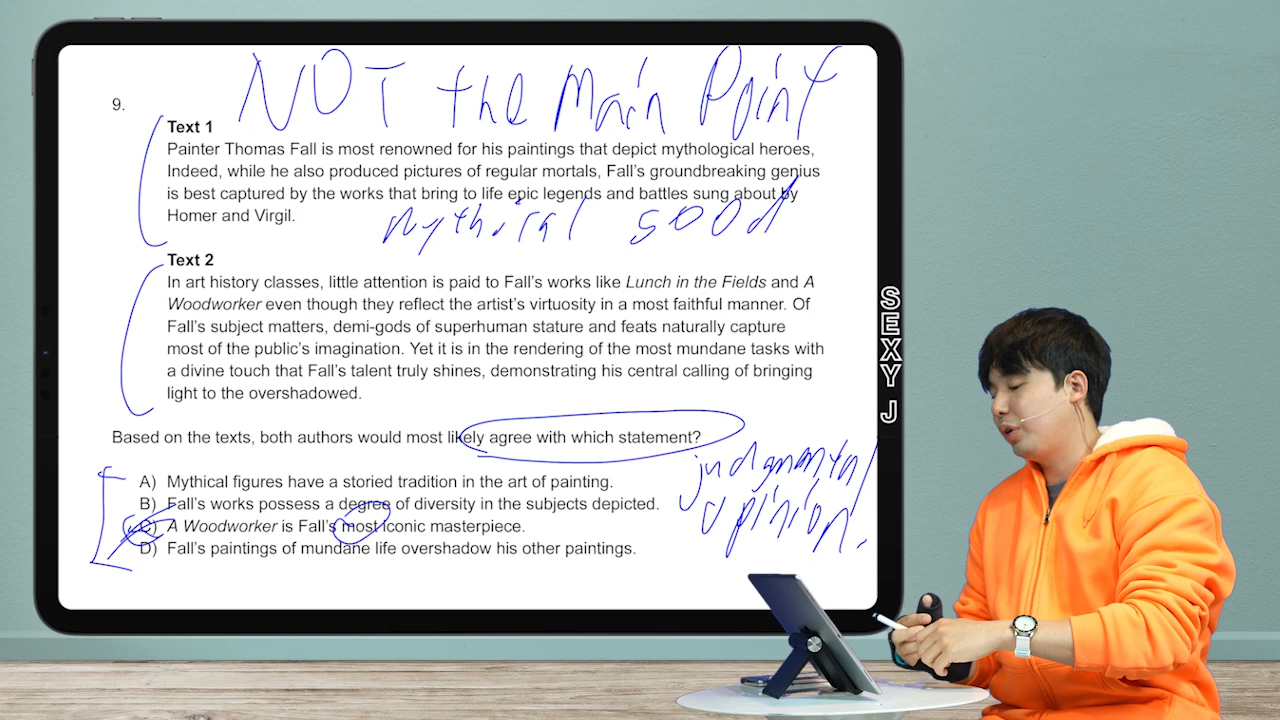 NOT the Main Point
9.
Text 1
Painter Thomas Fall is most renowned for his paintings that depict mythological heroes,
Indeed, while he also produced pictures of regular mortals, Fall's groundbreaking genius
is best captured by the works that bring to life epic legends and battles sung about by
Homer and Virgil.
mythical good
Text 2
In art history classes, little attention is paid to Fall's works like Lunch in the Fields and A
Woodworker even though they reflect the artist's virtuosity in a most faithful manner. Of
Fall's subject matters, demi-gods of superhuman stature and feats naturally capture
most of the public's imagination. Yet it is in the rendering of the most mundane tasks with
a divine touch that Fall's talent truly shines, demonstrating his central calling of bringing
light to the overshadowed.
Based on the texts, both authors would most likely agree with which statement?
judgmental
opinion.
A) Mythical figures have a storied tradition in the art of painting.
B) Fall's works possess a degree of diversity in the subjects depicted.
C) A Woodworker is Fall's most iconic masterpiece.
D) Fall's paintings of mundane life overshadow his other paintings.
SEXY J